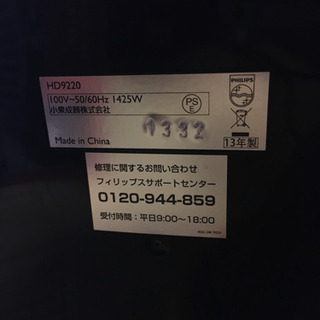 HD9220
PHILIPS
100V~50/60Hz 1425W
小泉成器株式会社
PS
E
1332
Made in China
13年製
修理に関するお問い合わせ
フィリップスサポートセンター
0120-944-859
受付時間：平日9:00~18:00